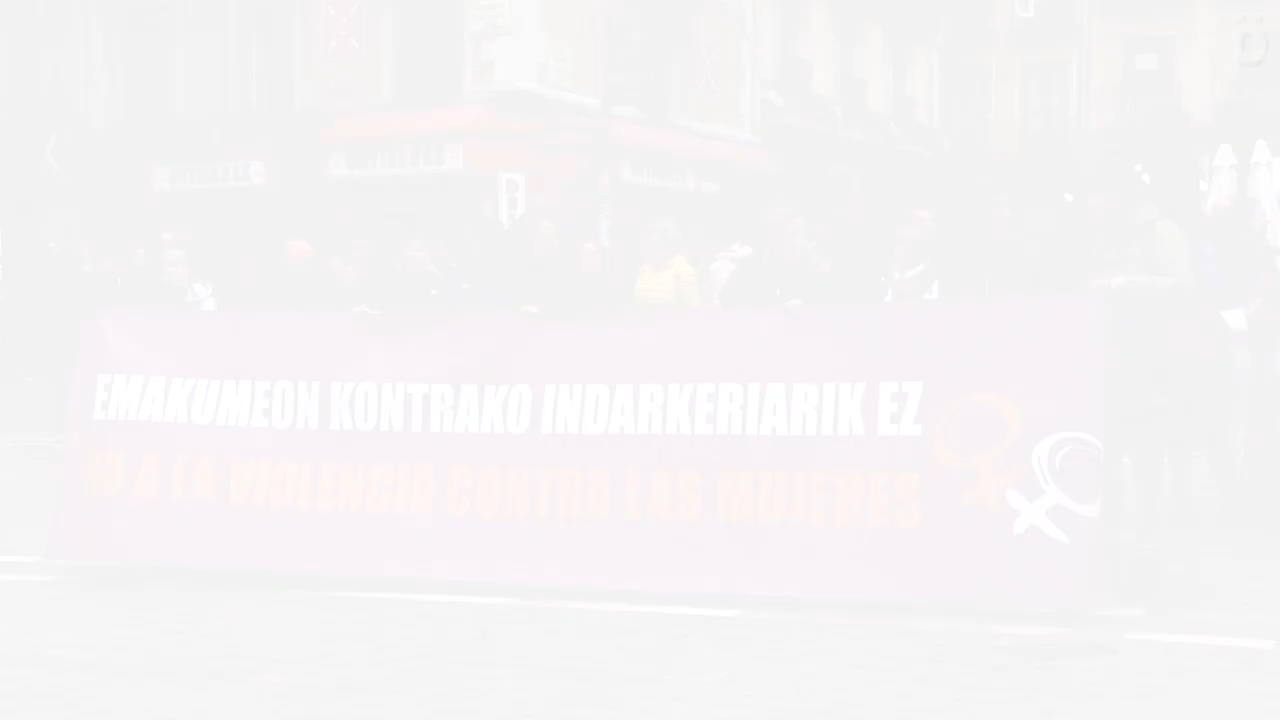 EMAKUMEON KONTRAKO INDARKERIARIK EZ
NO A LA VIOLENCIA CONTRA LAS MUJERES